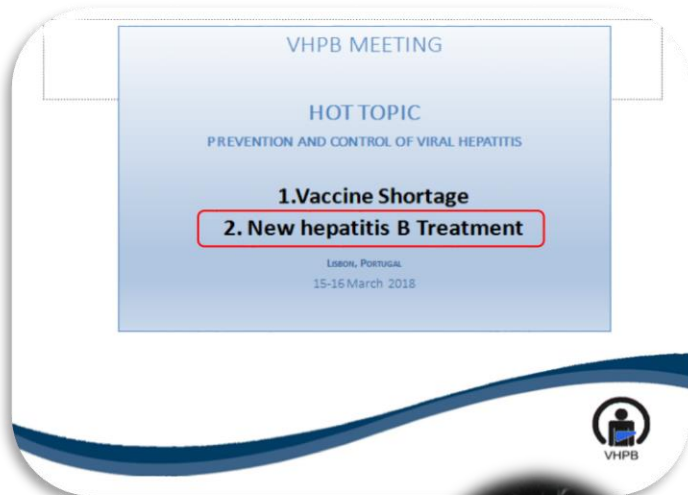 VHPB MEETING
HOT TOPIC
PREVENTION AND CONTROL OF VIRAL HEPATITIS
1.Vaccine Shortage
2. New hepatitis B Treatment
LISBON, PORTUGAL
15-16 March 2018
VHPB